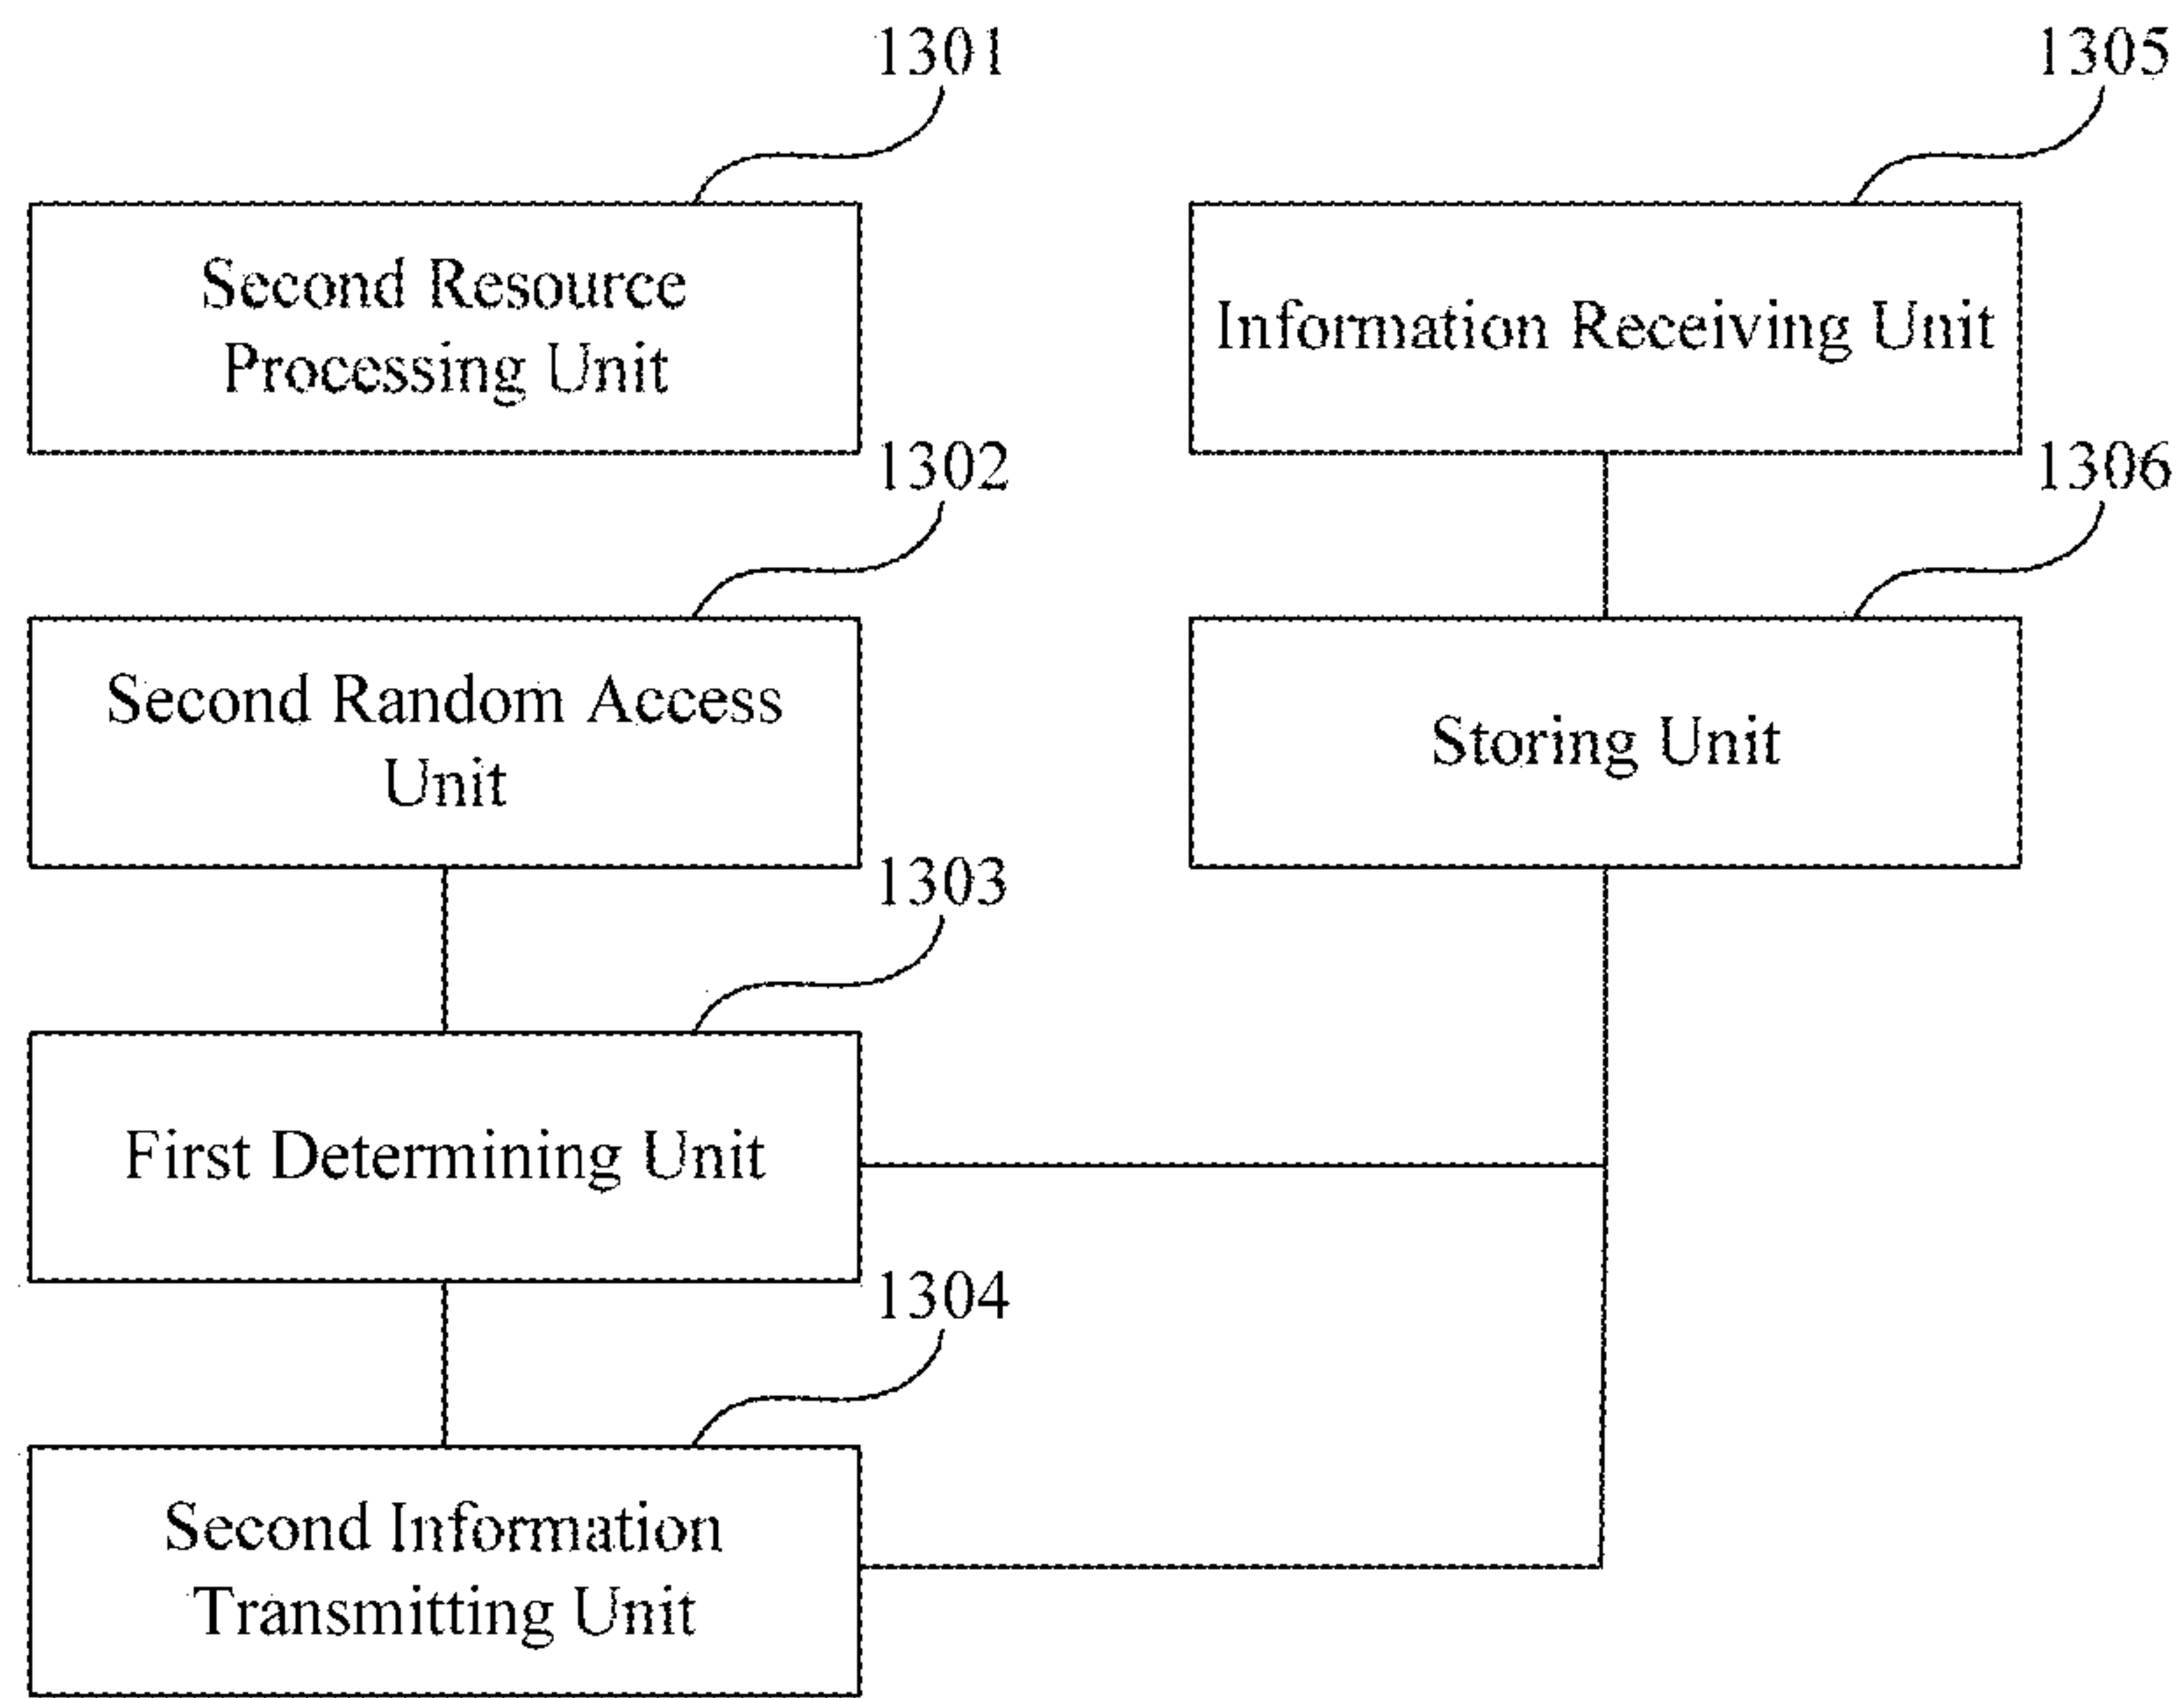 1301
1305
Second Resource
Processing Unit
Information Receiving Unit
1302
1306
Second Random Access
Unit
Storing Unit
1303
First Determining Unit
1304
Second Information
Transmitting Unit